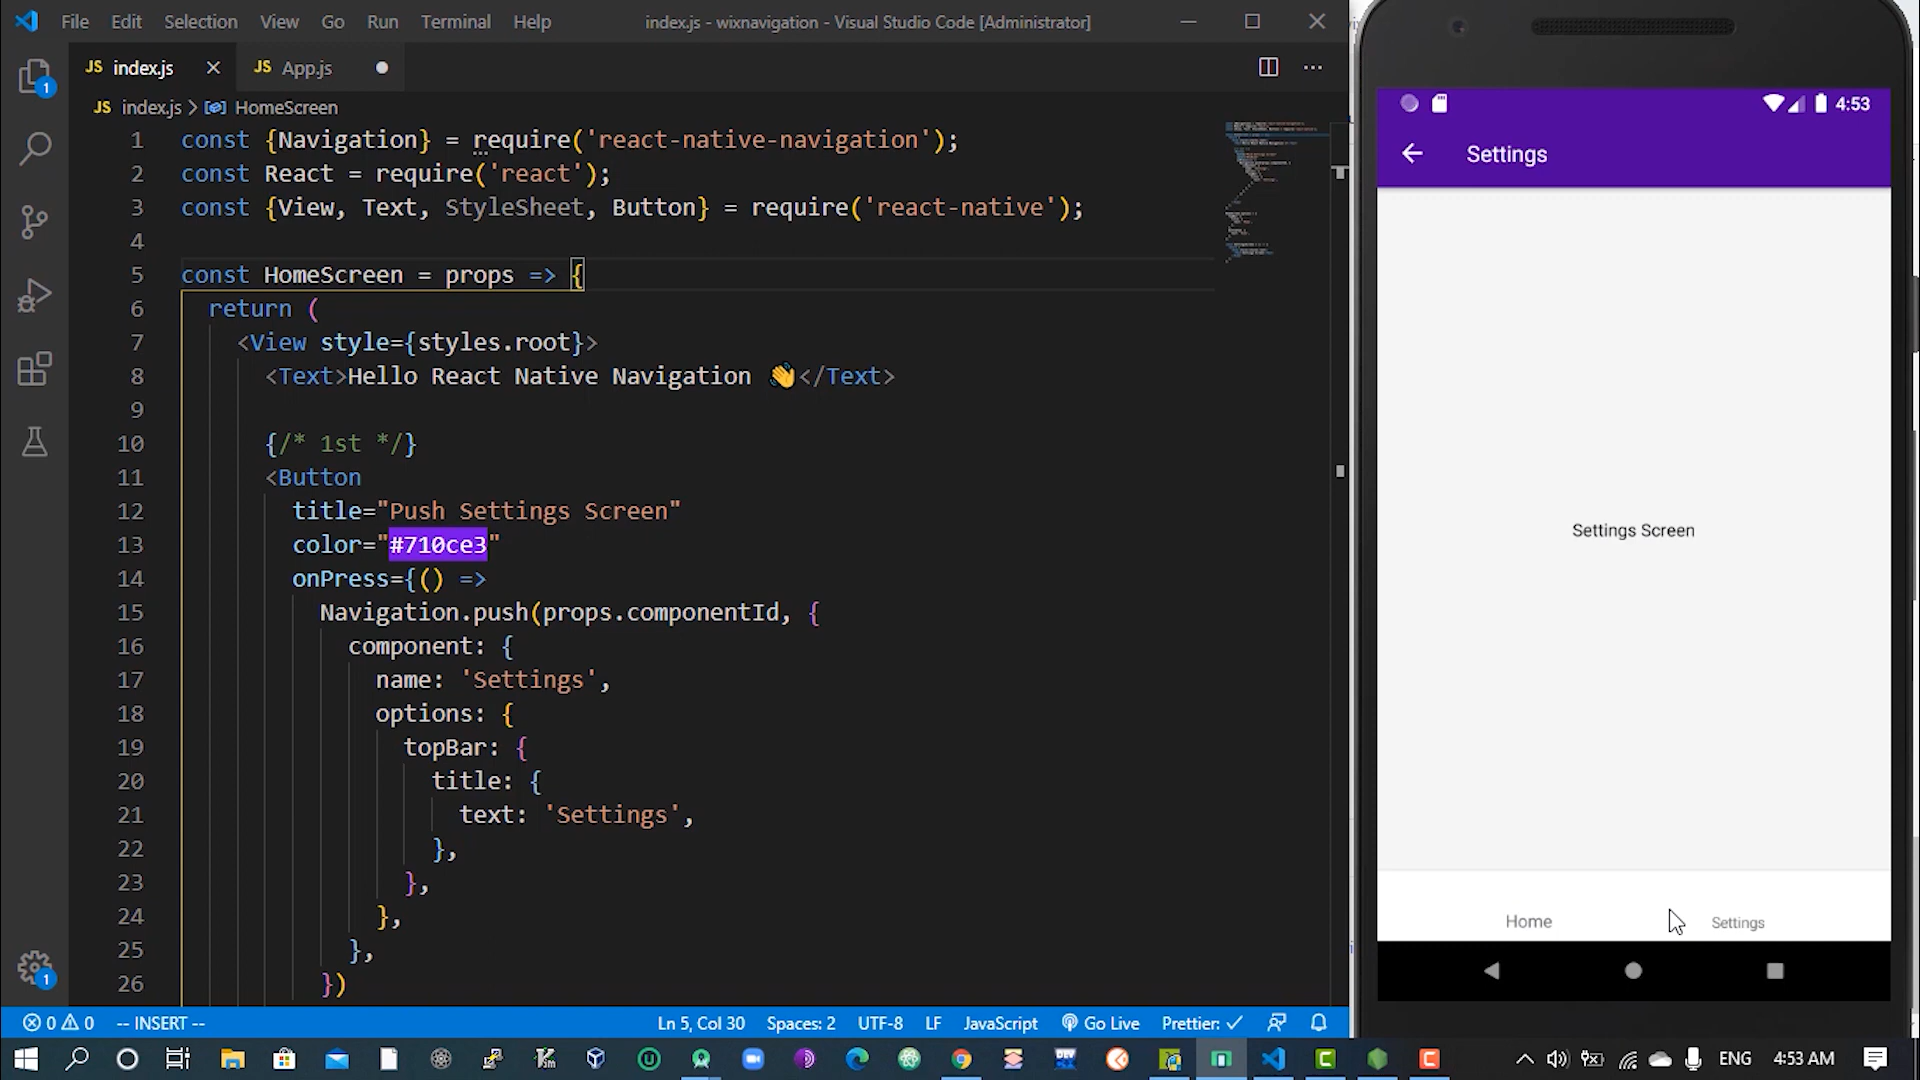 File Edit Selection View Go Run Terminal Help index.js - wixnavigation - Visual Studio Code [Administrator]
JS index.js JS App.js
JS index.js > HomeScreen
1 const {Navigation} = require('react-native-navigation');
2 const React = require('react');
3 const {View, Text, StyleSheet, Button} = require('react-native');
4
5 const HomeScreen = props => {
6 return (
7 <View style={styles.root}>
8 <Text>Hello React Native Navigation 👋</Text>
9
10 {/* 1st */}
11 <Button
12 title="Push Settings Screen"
13 color="#710ce3"
14 onPress={() =>
15 Navigation.push(props.componentId, {
16 component: {
17 name: 'Settings',
18 options: {
19 topBar: {
20 title: {
21 text: 'Settings',
22 },
23 },
24 },
25 },
26 })
1
1
0 0 -- INSERT -- Ln 5, Col 30 Spaces: 2 UTF-8 LF JavaScript Go Live Prettier: ✓
4:53
Settings
Settings Screen
Home Settings
ENG 4:53 AM